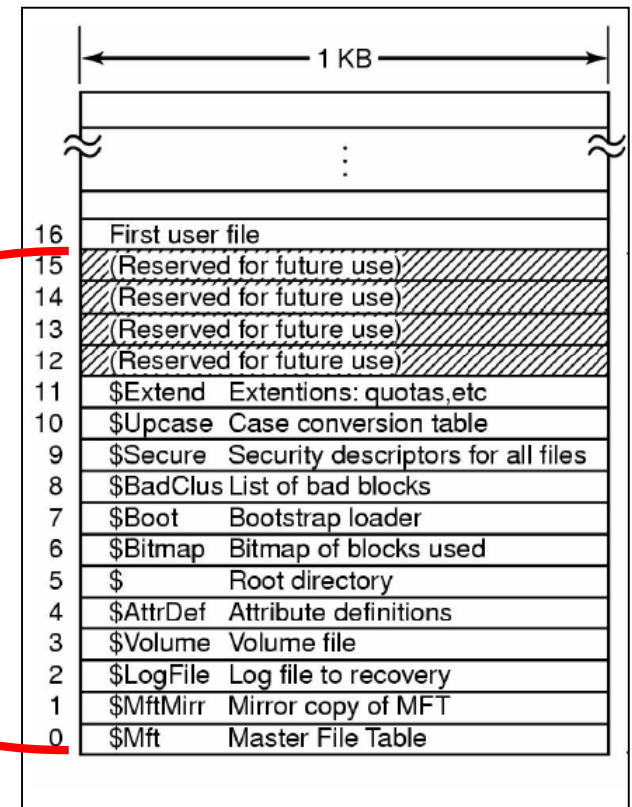 1 KB
⋮
16 First user file
15 (Reserved for future use)
14 (Reserved for future use)
13 (Reserved for future use)
12 (Reserved for future use)
11 $Extend Extentions: quotas,etc
10 $Upcase Case conversion table
9 $Secure Security descriptors for all files
8 $BadClus List of bad blocks
7 $Boot Bootstrap loader
6 $Bitmap Bitmap of blocks used
5 $ Root directory
4 $AttrDef Attribute definitions
3 $Volume Volume file
2 $LogFile Log file to recovery
1 $MftMirr Mirror copy of MFT
0 $Mft Master File Table